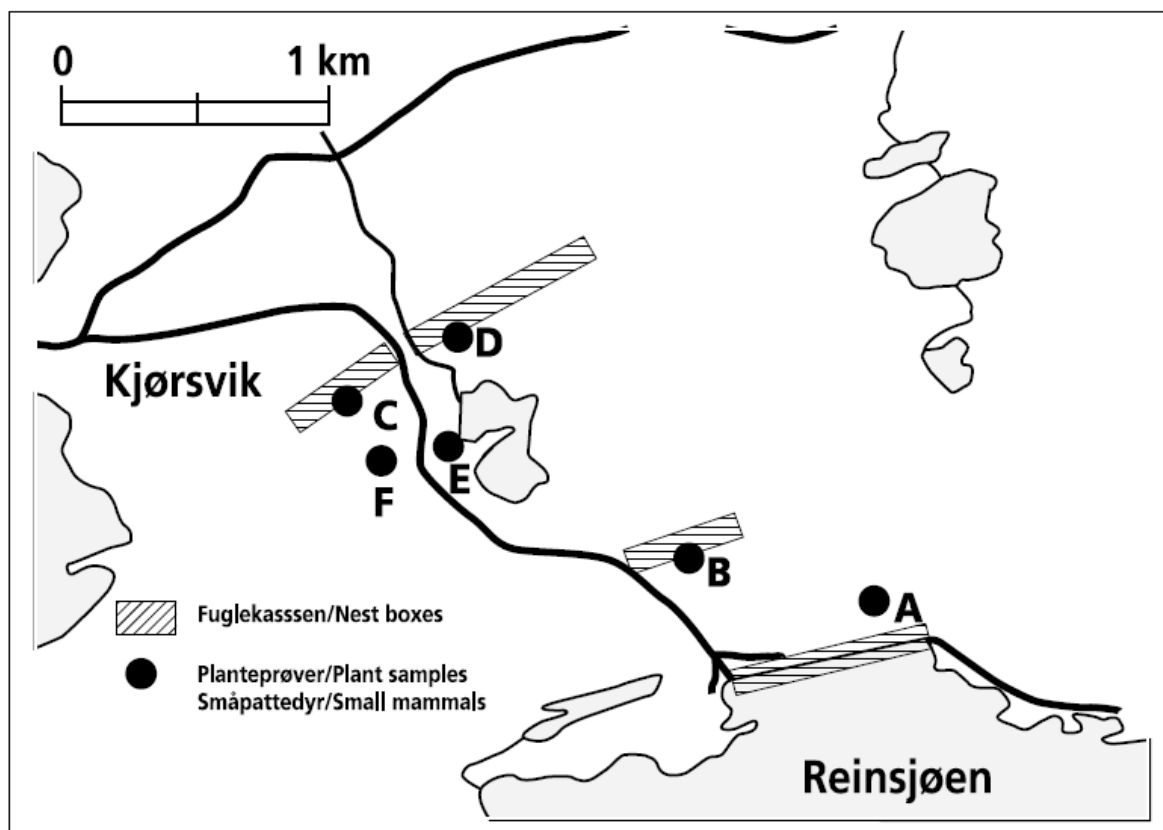 0 1 km
D
Kjørsvik
C
E
F
B
A
Fuglekasssen/Nest boxes
Planteprøver/Plant samples
Småpattedyr/Small mammals
Reinsjøen